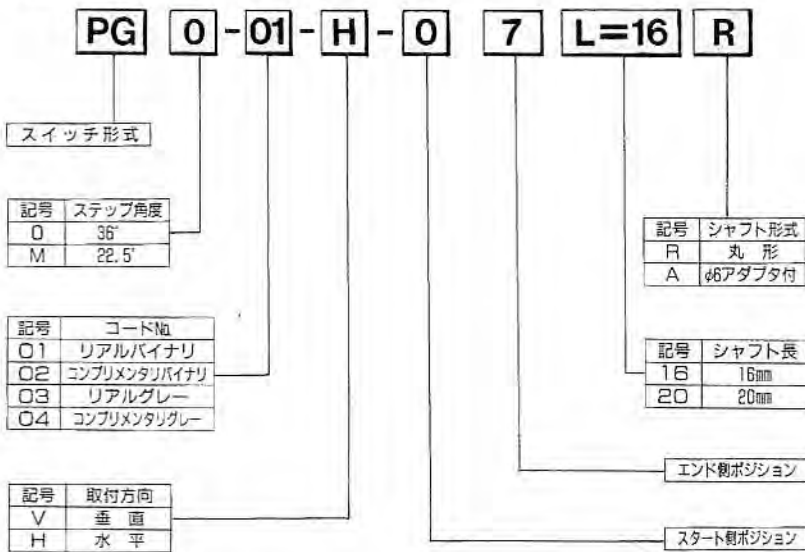 PG 0 - 01 - H - 0 7 L=16 R
スイッチ形式
記号 ステップ角度
0 36°
M 22.5°
記号 コードNo.
01 リアルバイナリ
02 コンプリメンタリバイナリ
03 リアルグレー
04 コンプリメンタリグレー
記号 取付方向
V 垂直
H 水平
記号 シャフト形式
R 丸形
A φ6アダプタ付
記号 シャフト長
16 16mm
20 20mm
エンド側ポジション
スタート側ポジション